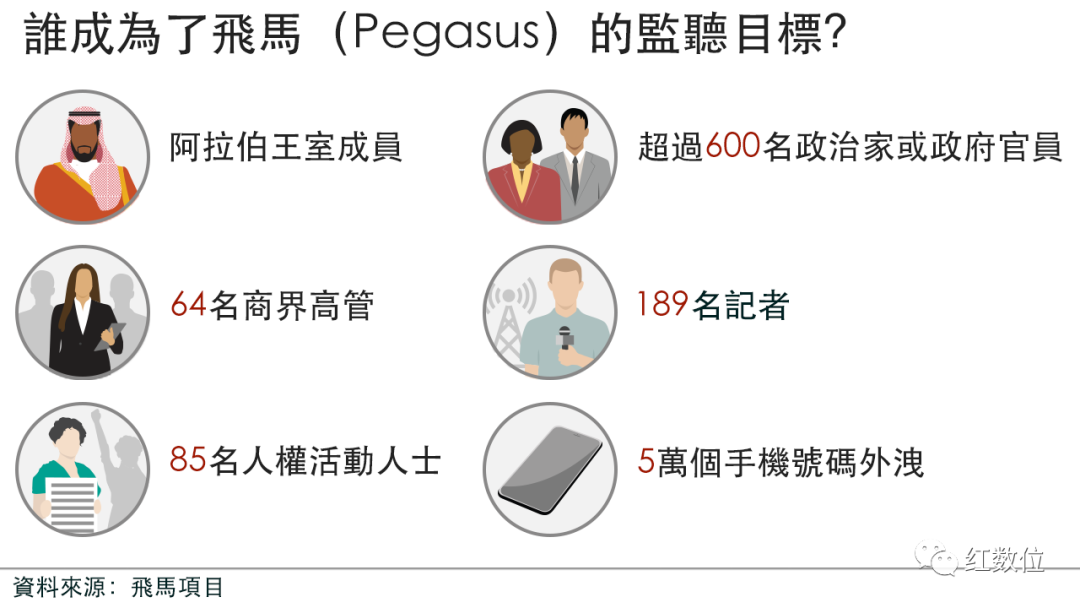 誰成為了飛馬（Pegasus）的監聽目標？
阿拉伯王室成員
超過600名政治家或政府官員
64名商界高管
189名記者
85名人權活動人士
5萬個手機號碼外洩
红数位
資料來源：飛馬項目